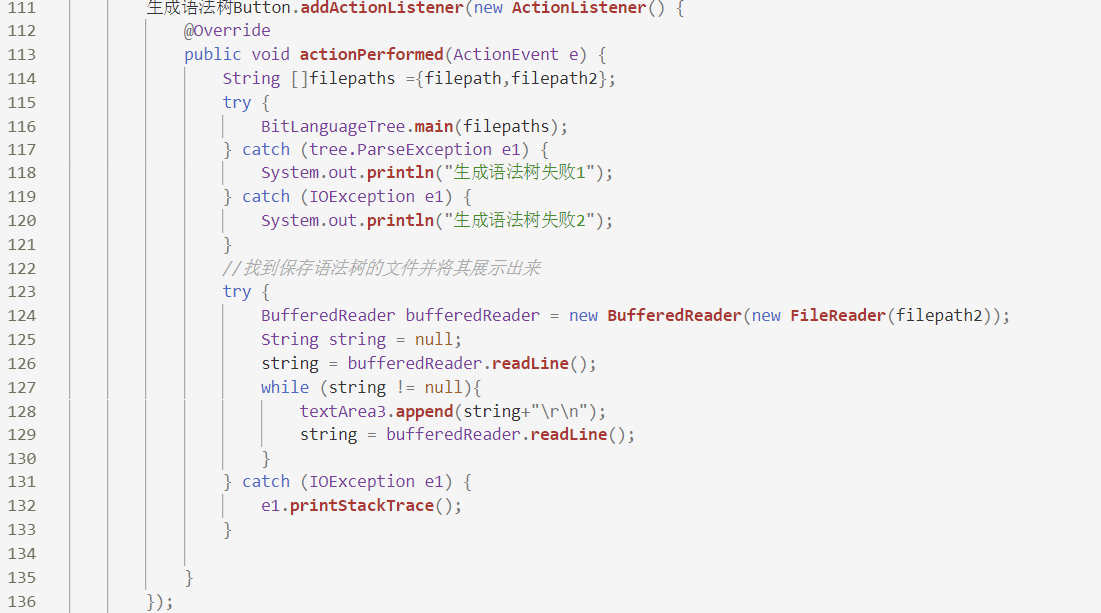 111 生成语法树Button.addActionListener(new ActionListener() {
112 @Override
113 public void actionPerformed(ActionEvent e) {
114 String []filepaths ={filepath,filepath2};
115 try {
116 BitLanguageTree.main(filepaths);
117 } catch (tree.ParseException e1) {
118 System.out.println("生成语法树失败1");
119 } catch (IOException e1) {
120 System.out.println("生成语法树失败2");
121 }
122 //找到保存语法树的文件并将其展示出来
123 try {
124 BufferedReader bufferedReader = new BufferedReader(new FileReader(filepath2));
125 String string = null;
126 string = bufferedReader.readLine();
127 while (string != null){
128 textArea3.append(string+"\r\n");
129 string = bufferedReader.readLine();
130 }
131 } catch (IOException e1) {
132 e1.printStackTrace();
133 }
134
135 }
136 });